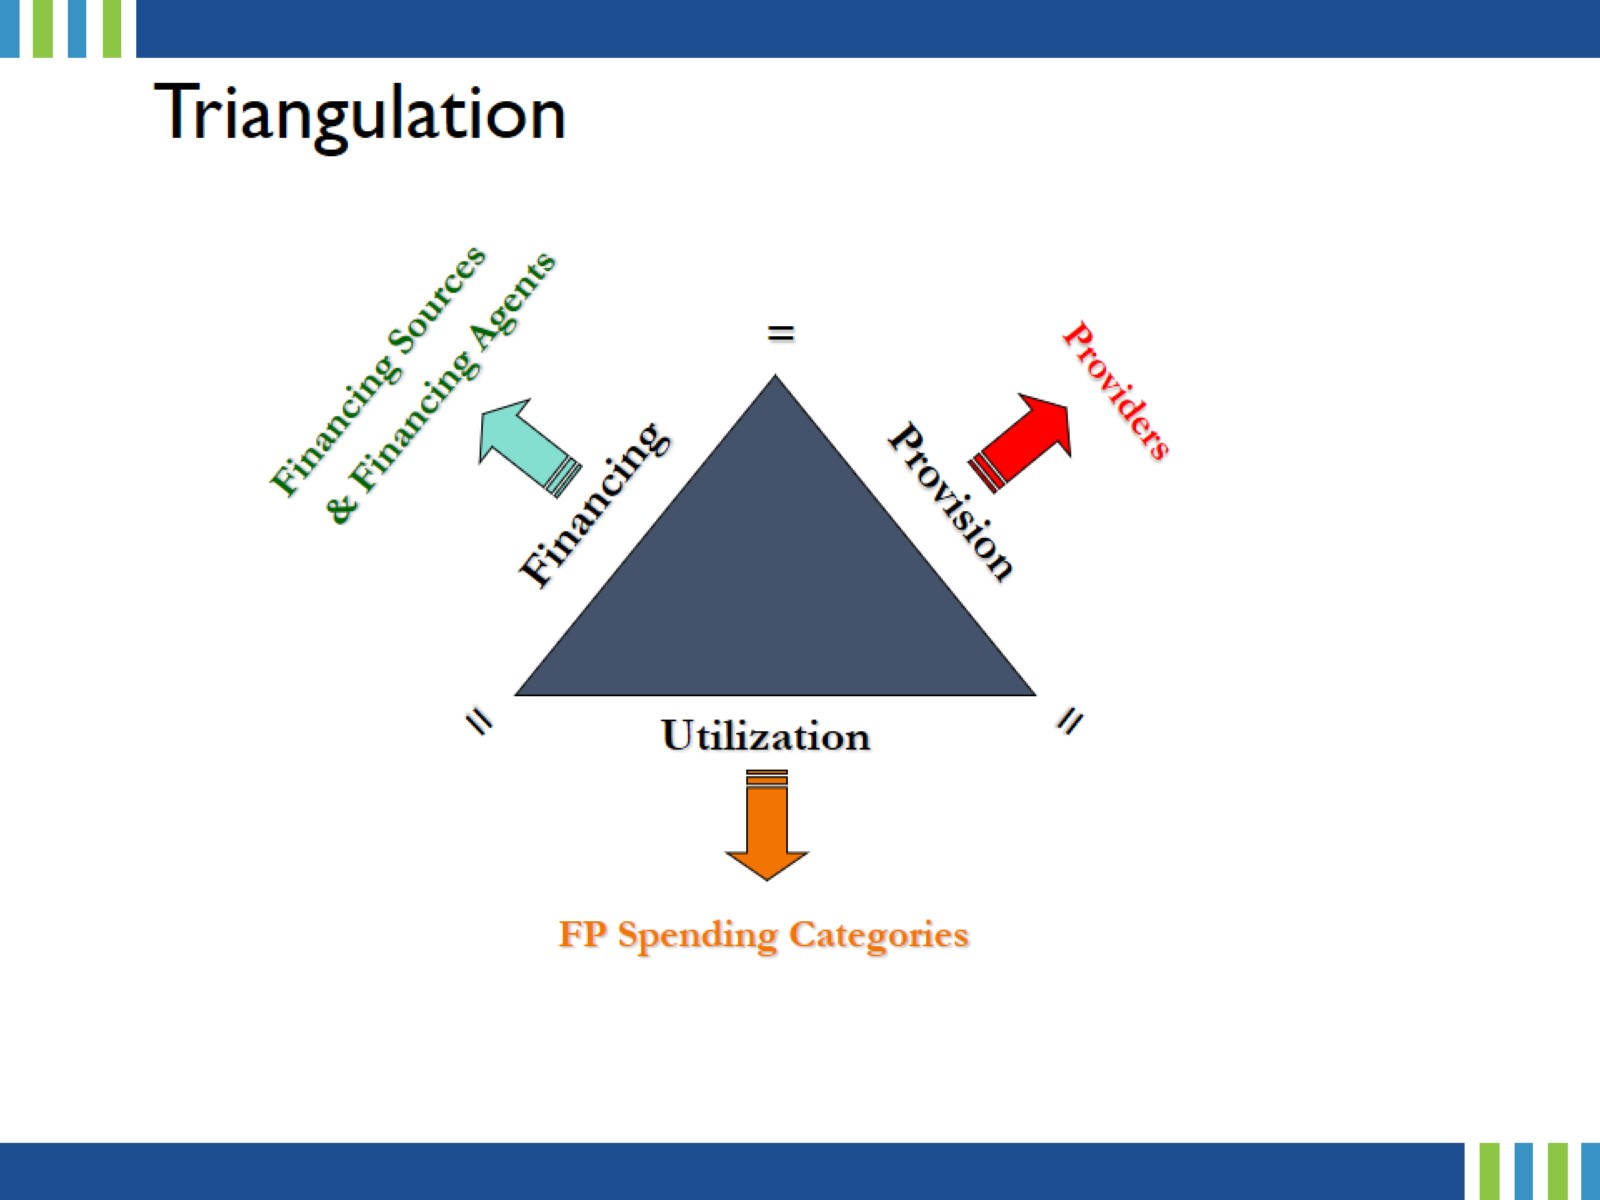 Triangulation
Financing Sources
& Financing Agents
=
Providers
Financing
Provision
=
=
Utilization
FP Spending Categories